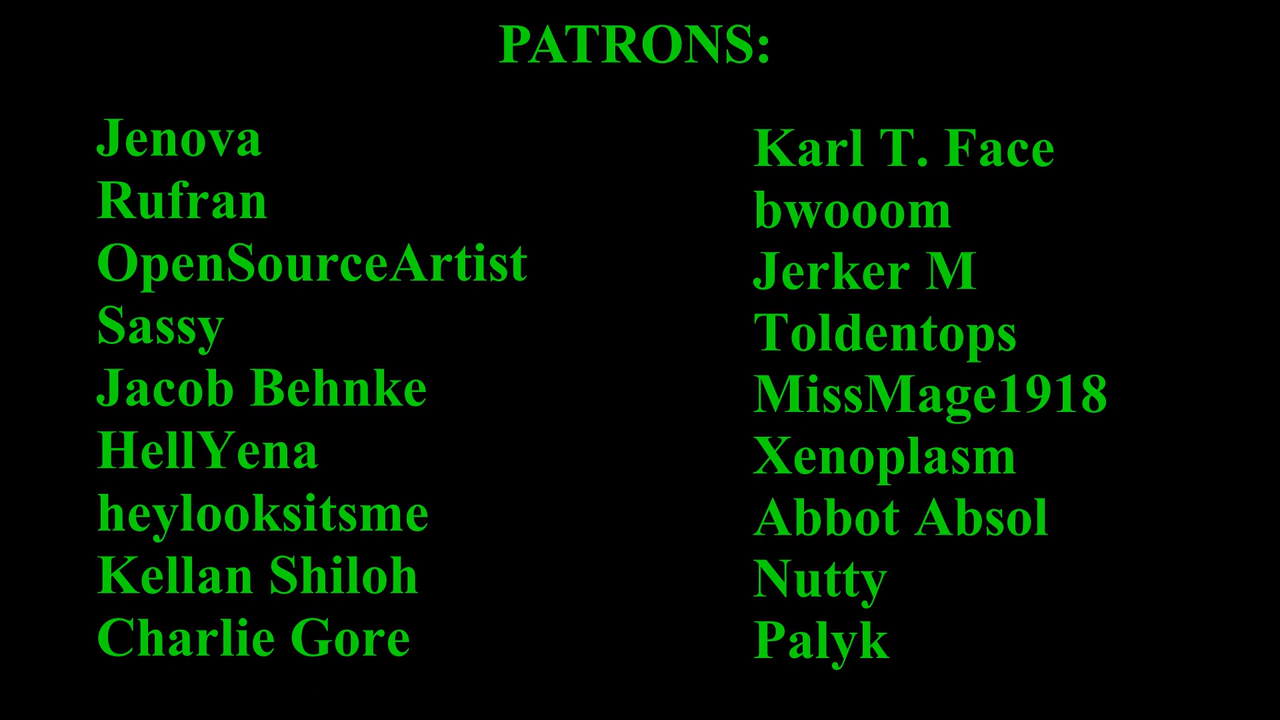 PATRONS:
Jenova
Rufran
OpenSourceArtist
Sassy
Jacob Behnke
HellYena
heylooksitsme
Kellan Shiloh
Charlie Gore
Karl T. Face
bwooom
Jerker M
Toldentops
MissMage1918
Xenoplasm
Abbot Absol
Nutty
Palyk